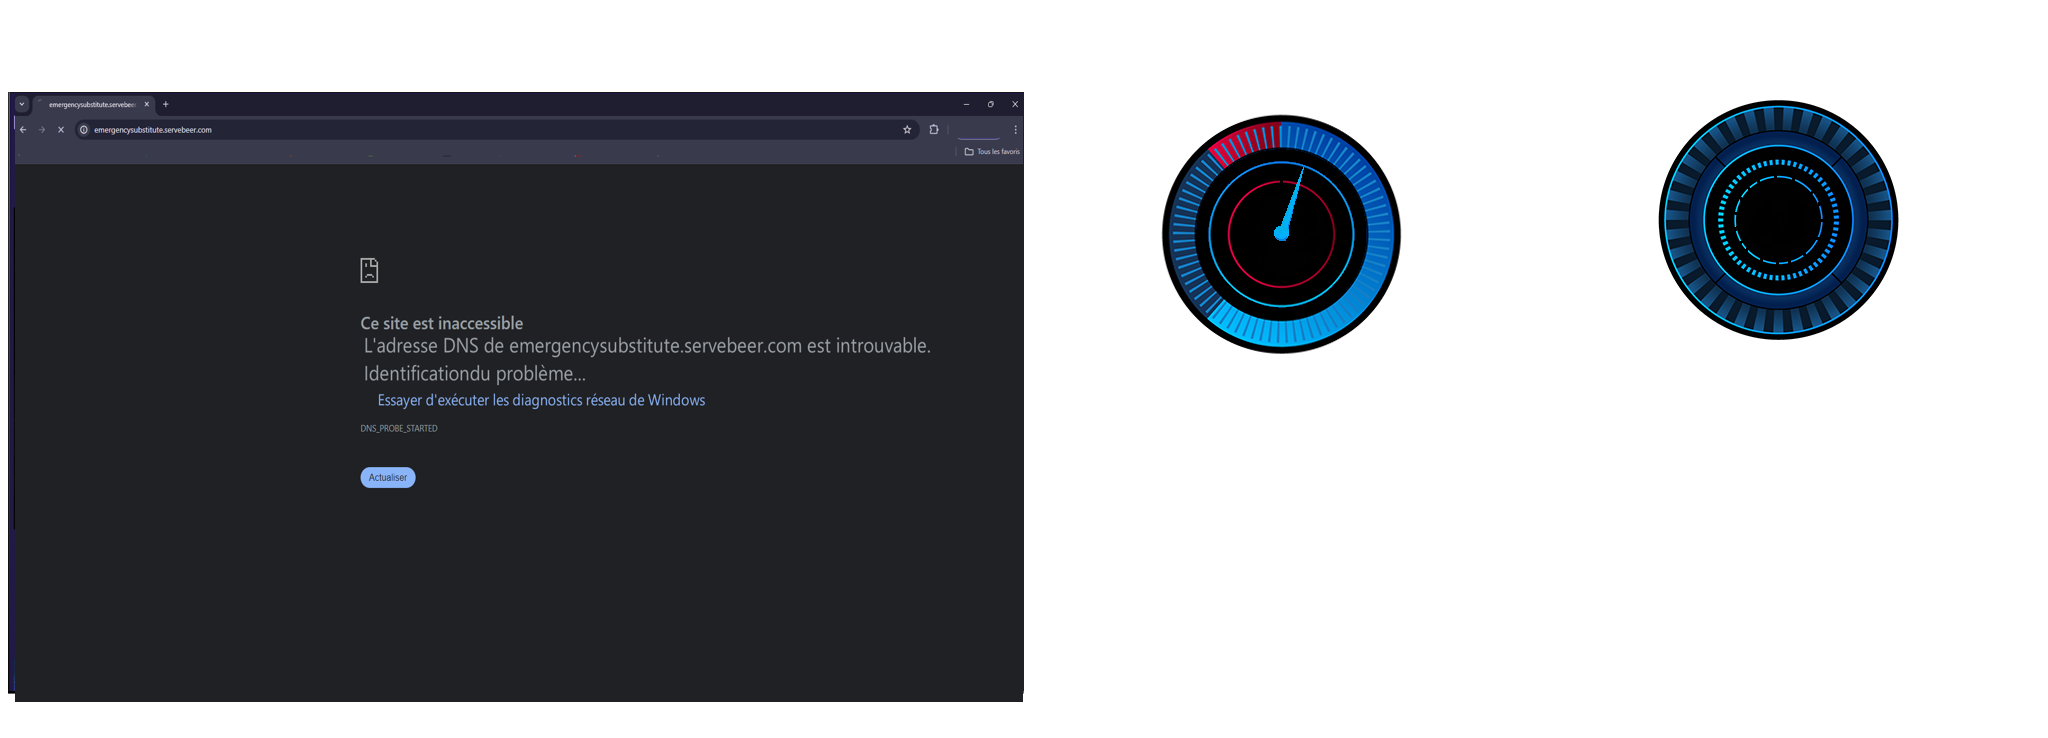 emergencysubstitute.servebee
emergencysubstitute.servebeer.com
Tous les favoris
Ce site est inaccessible
L'adresse DNS de emergencysubstitute.servebeer.com est introuvable.
Identificationdu problème...
Essayer d'exécuter les diagnostics réseau de Windows
DNS_PROBE_STARTED
Actualiser